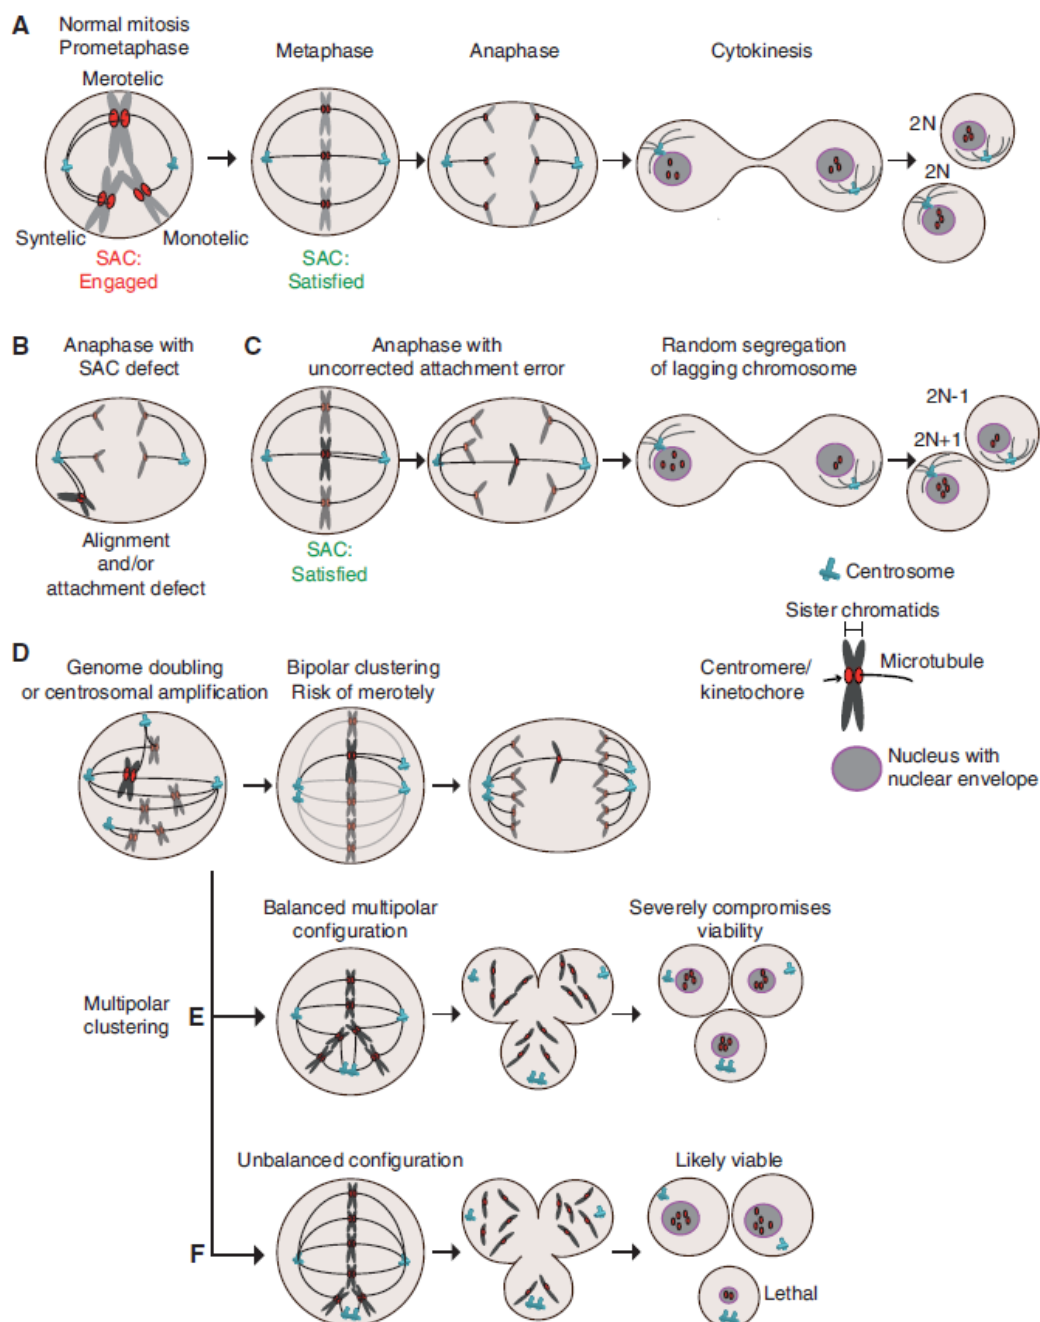 A
Normal mitosis
Prometaphase
Metaphase
Anaphase
Cytokinesis
Merotelic
2N
2N
Syntelic
Monotelic
SAC:
Engaged
SAC:
Satisfied
B
Anaphase with
SAC defect
C
Anaphase with
uncorrected attachment error
Random segregation
of lagging chromosome
2N-1
2N+1
Alignment
and/or
attachment defect
SAC:
Satisfied
Centrosome
Sister chromatids
Centromere/
kinetochore
Microtubule
Nucleus with
nuclear envelope
D
Genome doubling
or centrosomal amplification
Bipolar clustering
Risk of merotely
Balanced multipolar
configuration
Severely compromises
viability
Multipolar
clustering
E
Unbalanced configuration
Likely viable
F
Lethal